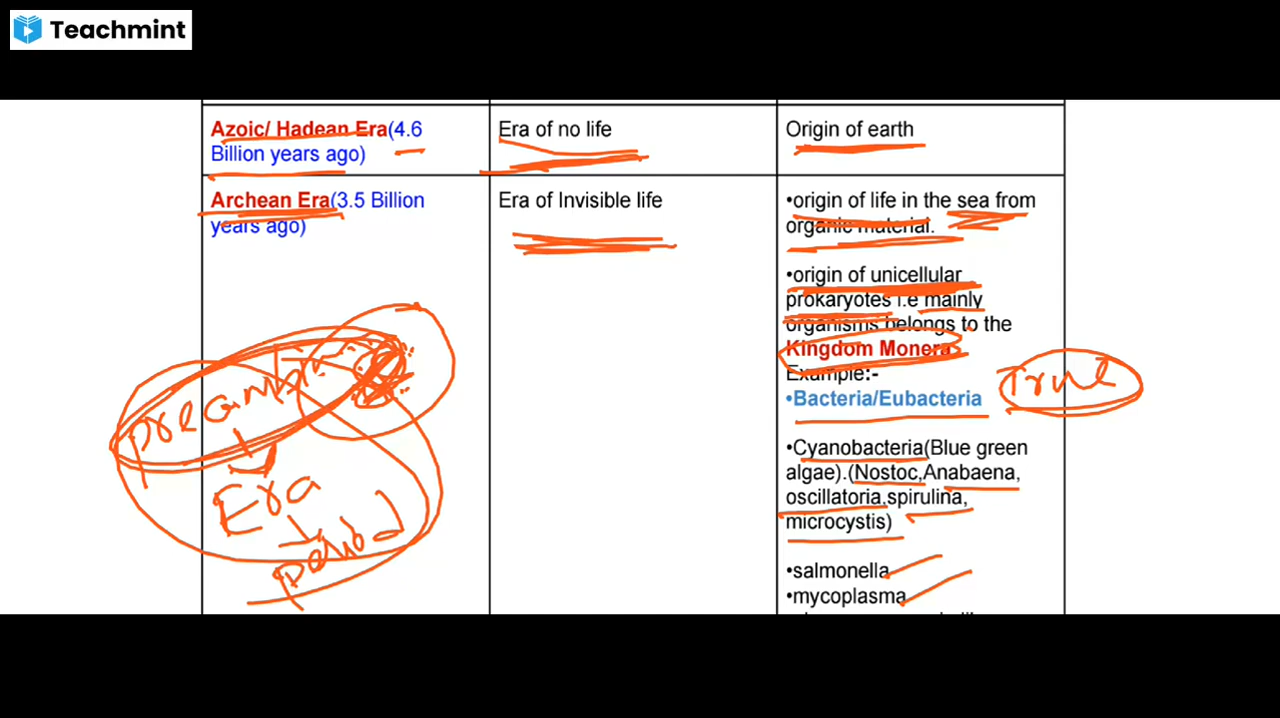 Teachmint
Azoic/ Hadean Era(4.6
Billion years ago)
Era of no life
Origin of earth
Archean Era(3.5 Billion
years ago)
Era of Invisible life
•origin of life in the sea from
organic material.
•origin of unicellular
prokaryotes i.e mainly
organisms belongs to the
Kingdom Monera
Example:-
•Bacteria/Eubacteria
•Cyanobacteria(Blue green
algae).(Nostoc,Anabaena,
oscillatoria,spirulina,
microcystis)
•salmonella
•mycoplasma
True
Era
period